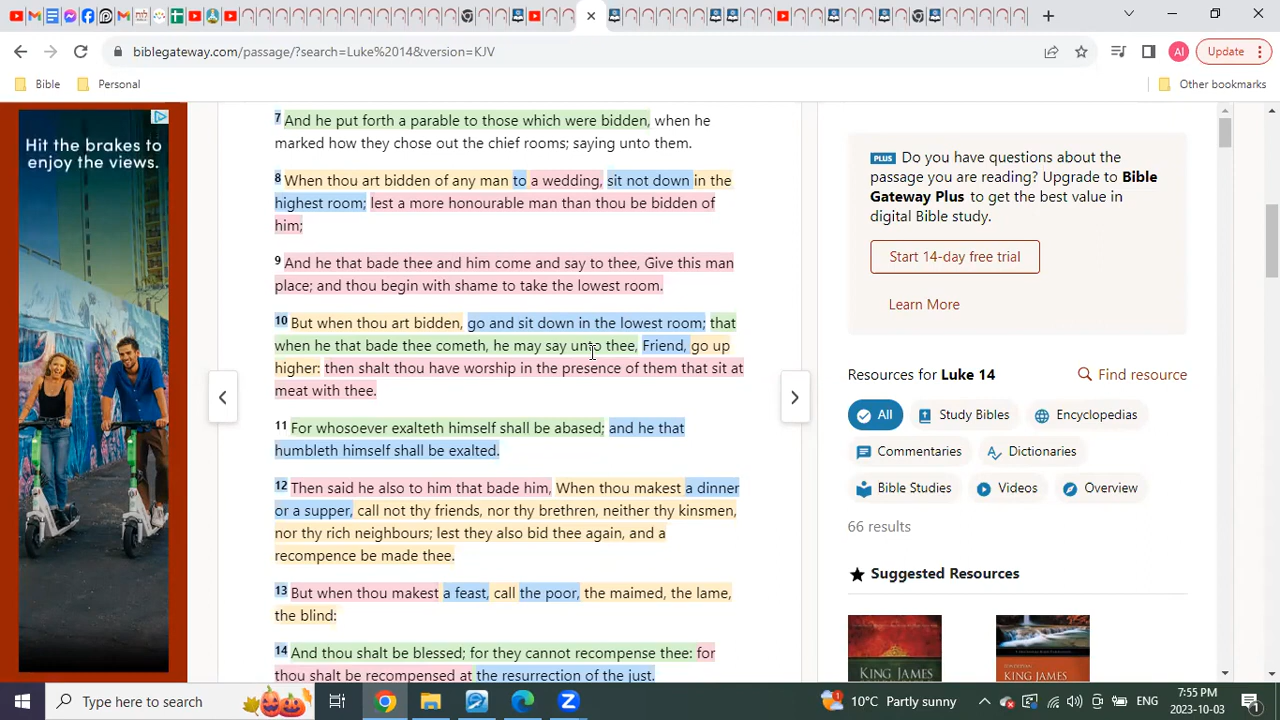 biblegateway.com/passage/?search=Luke%2014&version=KJV
AI
Update
Bible
Personal
Other bookmarks
Hit the brakes to
enjoy the views.
7 And he put forth a parable to those which were bidden, when he
marked how they chose out the chief rooms; saying unto them.
8 When thou art bidden of any man to a wedding, sit not down in the
highest room; lest a more honourable man than thou be bidden of
him;
9 And he that bade thee and him come and say to thee, Give this man
place; and thou begin with shame to take the lowest room.
10 But when thou art bidden, go and sit down in the lowest room; that
when he that bade thee cometh, he may say unto thee, Friend, go up
higher: then shalt thou have worship in the presence of them that sit at
meat with thee.
11 For whosoever exalteth himself shall be abased; and he that
humbleth himself shall be exalted.
12 Then said he also to him that bade him, When thou makest a dinner
or a supper, call not thy friends, nor thy brethren, neither thy kinsmen,
nor thy rich neighbours; lest they also bid thee again, and a
recompence be made thee.
13 But when thou makest a feast, call the poor, the maimed, the lame,
the blind:
14 And thou shalt be blessed; for they cannot recompense thee: for
the resurrection of the just.
PLUS Do you have questions about the
passage you are reading? Upgrade to Bible
Gateway Plus to get the best value in
digital Bible study.
Start 14-day free trial
Learn More
Resources for Luke 14
Find resource
All
Study Bibles
Encyclopedias
Commentaries
Dictionaries
Bible Studies
Videos
Overview
66 results
Suggested Resources
KING JAMES
KING JAMES
Type here to search
10°C Partly sunny
ENG
7:55 PM
2023-10-03